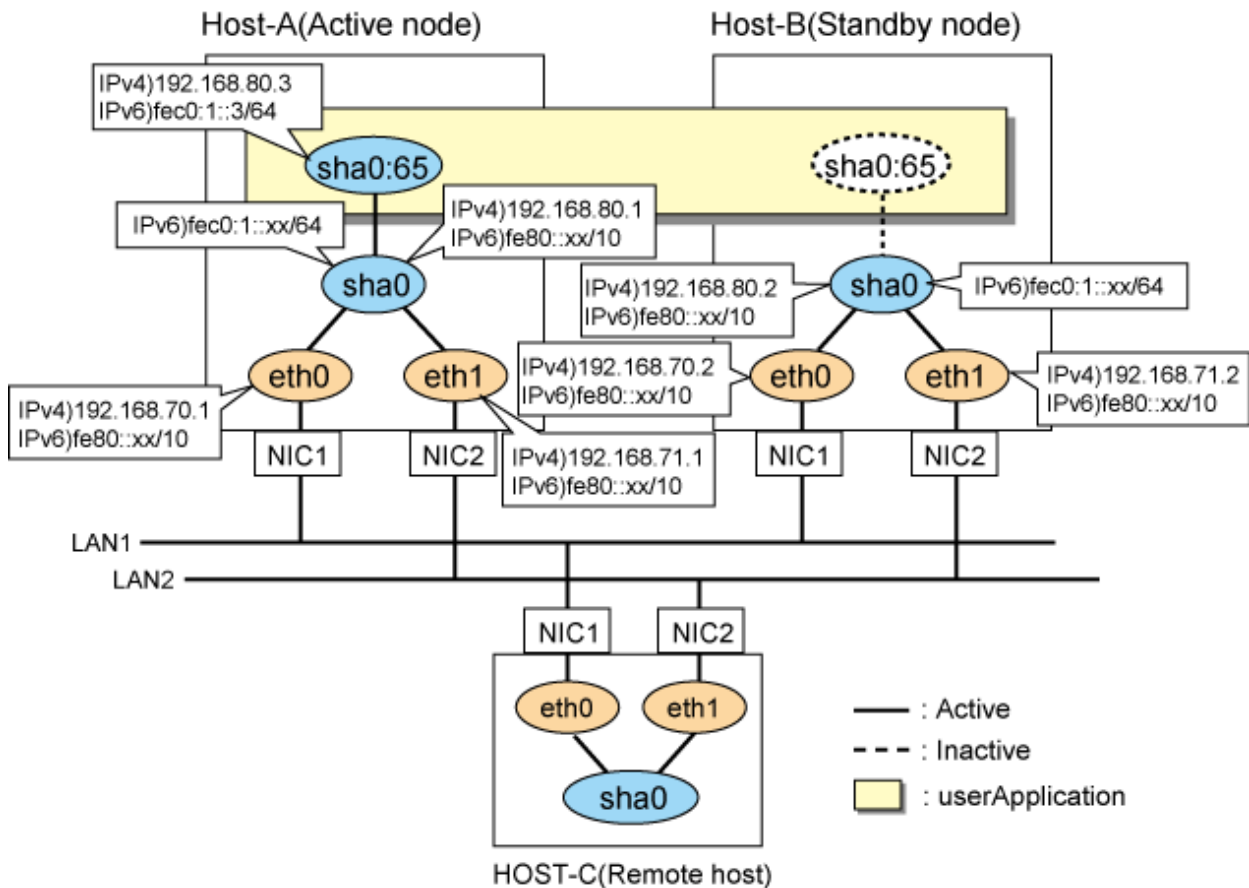 Host-A(Active node)
Host-B(Standby node)
IPv4)192.168.80.3
IPv6)fec0:1::3/64
sha0:65
sha0:65
IPv6)fec0:1::xx/64
IPv4)192.168.80.1
IPv6)fe80::xx/10
sha0
IPv4)192.168.80.2
IPv6)fe80::xx/10
sha0
IPv6)fec0:1::xx/64
IPv4)192.168.70.1
IPv6)fe80::xx/10
eth0
eth1
IPv4)192.168.70.2
IPv6)fe80::xx/10
eth0
eth1
IPv4)192.168.71.2
IPv6)fe80::xx/10
NIC1
NIC2
IPv4)192.168.71.1
IPv6)fe80::xx/10
NIC1
NIC2
LAN1
LAN2
NIC1
NIC2
eth0
eth1
sha0
HOST-C(Remote host)
: Active
: Inactive
: userApplication